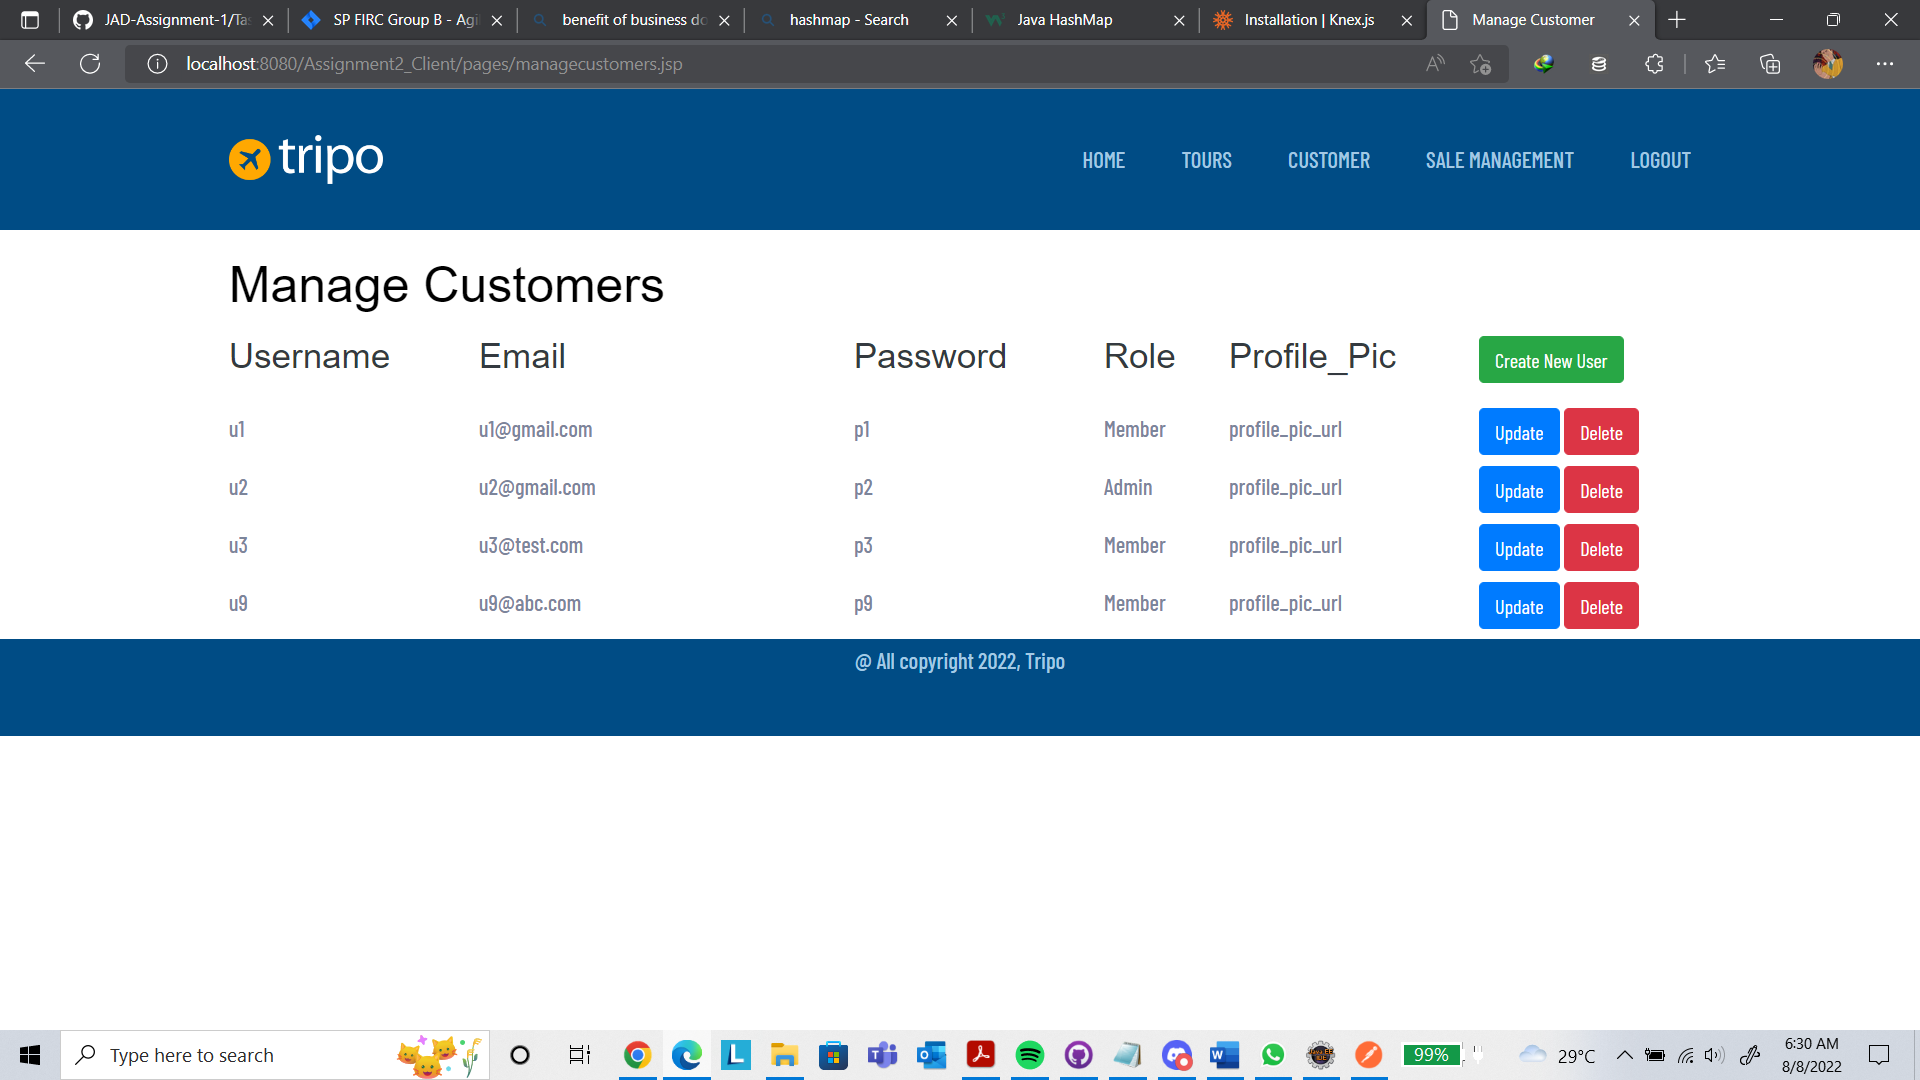 JAD-Assignment-1/Tas
SP FIRC Group B - Agi
benefit of business do
hashmap - Search
Java HashMap
Installation | Knex.js
Manage Customer
localhost:8080/Assignment2_Client/pages/managecustomers.jsp
tripo
HOME TOURS CUSTOMER SALE MANAGEMENT LOGOUT
Manage Customers
Username Email Password Role Profile_Pic Create New User
u1 u1@gmail.com p1 Member profile_pic_url Update Delete
u2 u2@gmail.com p2 Admin profile_pic_url Update Delete
u3 u3@test.com p3 Member profile_pic_url Update Delete
u9 u9@abc.com p9 Member profile_pic_url Update Delete
@ All copyright 2022, Tripo
Type here to search
99%
29°C
6:30 AM
8/8/2022